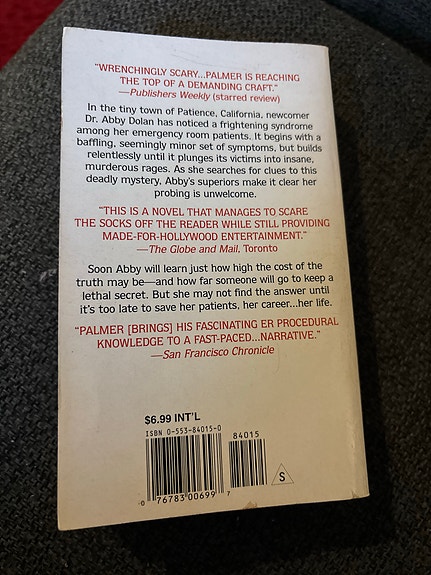 "WRENCHINGLY SCARY...PALMER IS REACHING
THE TOP OF A DEMANDING CRAFT."
—Publishers Weekly (starred review)
In the tiny town of Patience, California, newcomer
Dr. Abby Dolan has noticed a frightening syndrome
among her emergency room patients. It begins with a
baffling, seemingly minor set of symptoms, but builds
relentlessly until it plunges its victims into insane,
murderous rages. As she searches for clues to this
deadly mystery, Abby's superiors make it clear her
probing is unwelcome.
"THIS IS A NOVEL THAT MANAGES TO SCARE
THE SOCKS OFF THE READER WHILE STILL PROVIDING
MADE-FOR-HOLLYWOOD ENTERTAINMENT."
—The Globe and Mail, Toronto
Soon Abby will learn just how high the cost of the
truth may be—and how far someone will go to keep a
lethal secret. But she may not find the answer until
it's too late to save her patients, her career...her life.
"PALMER [BRINGS] HIS FASCINATING ER PROCEDURAL
KNOWLEDGE TO A FAST-PACED...NARRATIVE."
—San Francisco Chronicle
$6.99 INT'L
ISBN 0-553-84015-0
84015
S
0 76783 00699 7